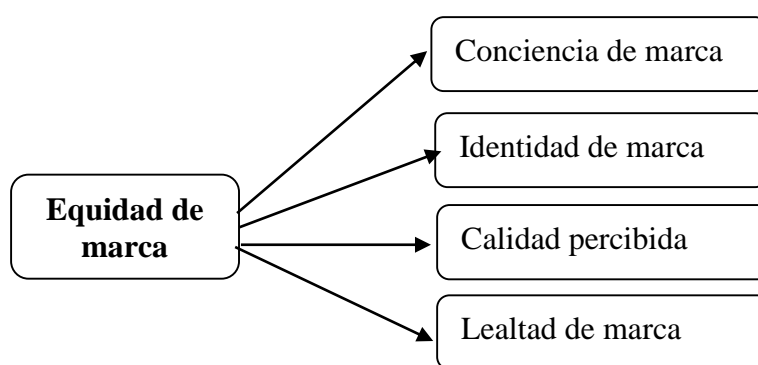 Conciencia de marca
Identidad de marca
Equidad de
marca
Calidad percibida
Lealtad de marca